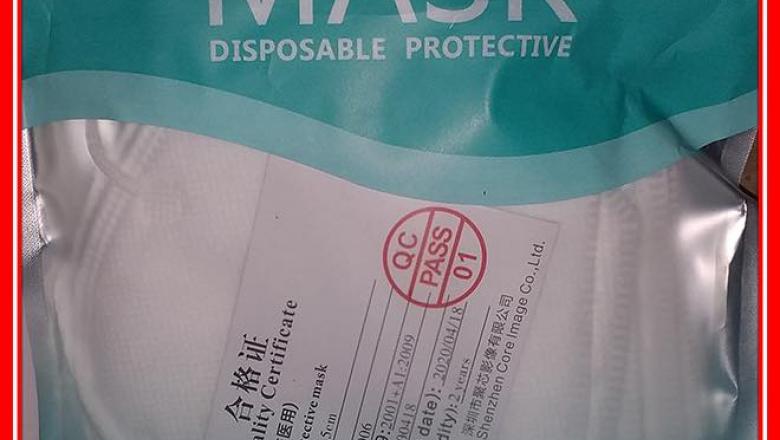 MASK
DISPOSABLE PROTECTIVE
QC
PASS
01
合格证
ality Certificate
医用)
ective mask
5cm
006
9:2001+A1:2009
00418
date): 2020/04/18
dity): 2 years
深圳市聚芯影像有限公司
Shenzhen Core Image Co.,Ltd.